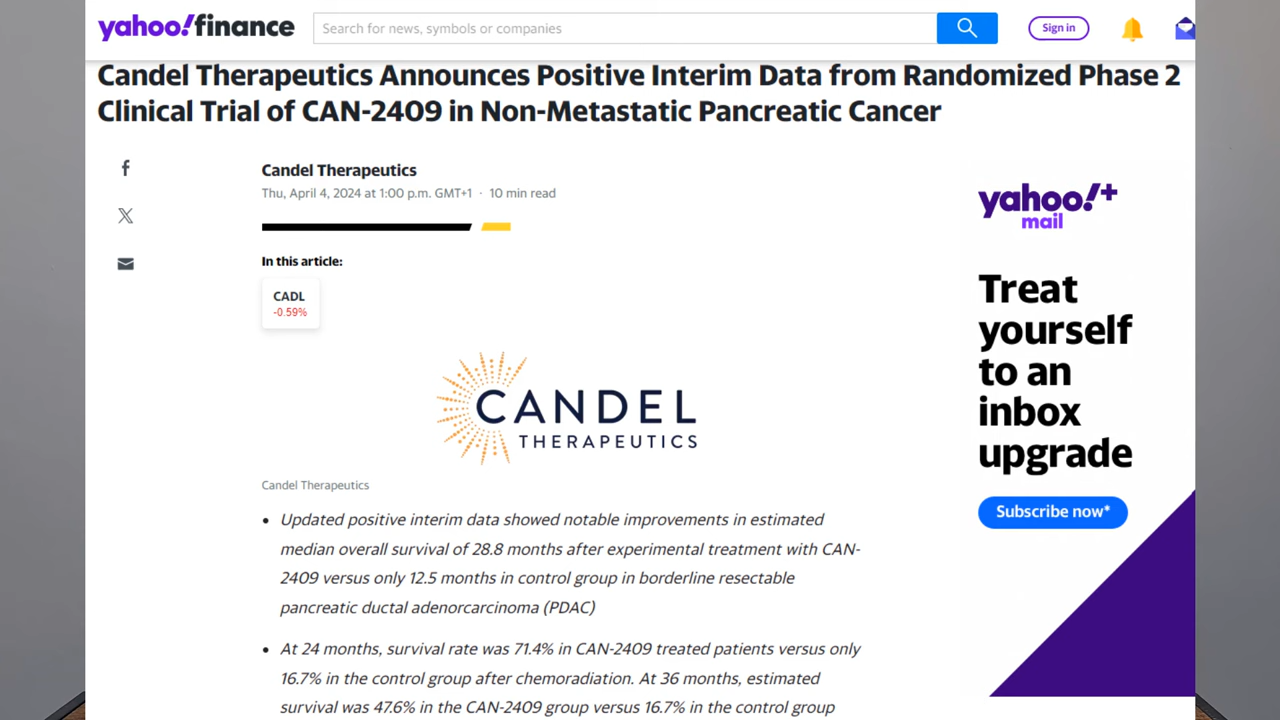 yahoo!finance
Search for news, symbols or companies
Sign in
Candel Therapeutics Announces Positive Interim Data from Randomized Phase 2
Clinical Trial of CAN-2409 in Non-Metastatic Pancreatic Cancer
Candel Therapeutics
Thu, April 4, 2024 at 1:00 p.m. GMT+1 · 10 min read
In this article:
CADL
-0.59%
CANDEL
THERAPEUTICS
Candel Therapeutics
• Updated positive interim data showed notable improvements in estimated
median overall survival of 28.8 months after experimental treatment with CAN-
2409 versus only 12.5 months in control group in borderline resectable
pancreatic ductal adenorcarcinoma (PDAC)
• At 24 months, survival rate was 71.4% in CAN-2409 treated patients versus only
16.7% in the control group after chemoradiation. At 36 months, estimated
survival was 47.6% in the CAN-2409 group versus 16.7% in the control group
yahoo!+
mail
Treat
yourself
to an
inbox
upgrade
Subscribe now*